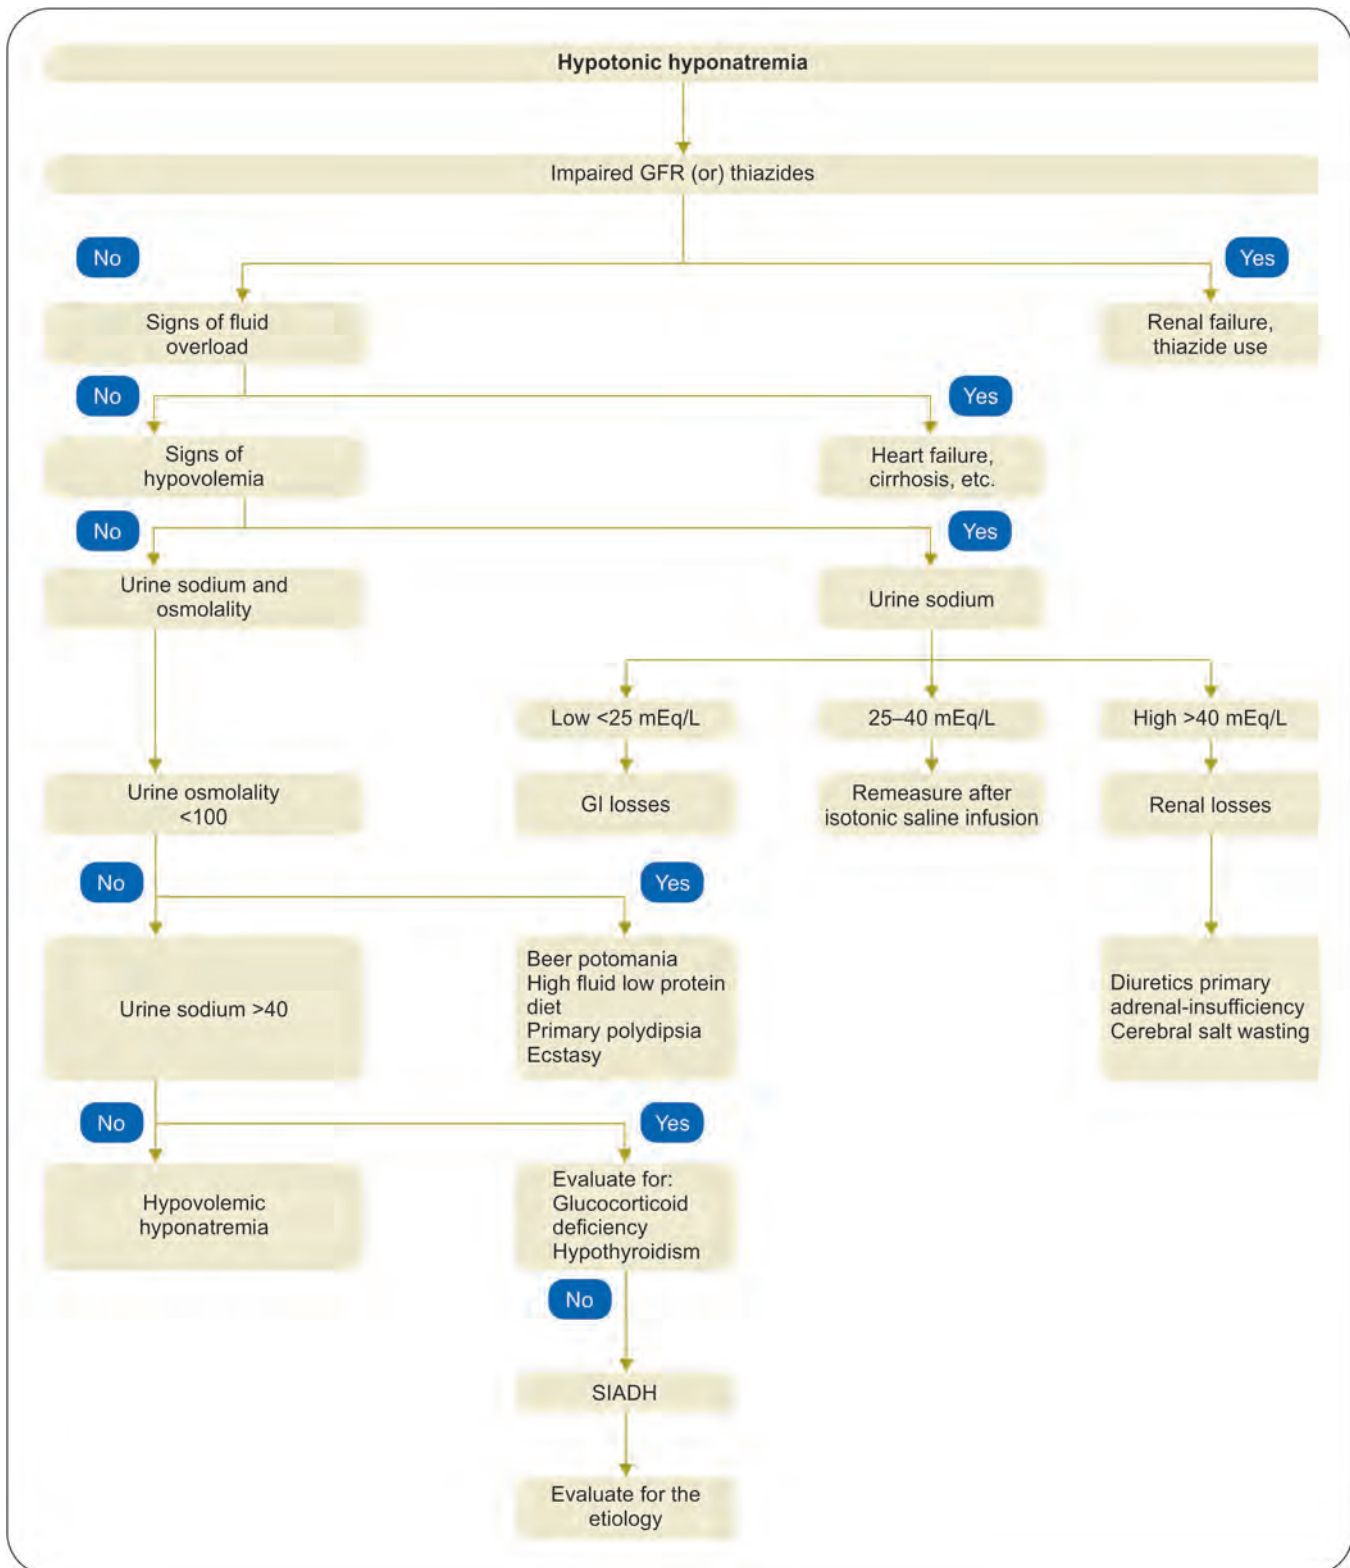 Hypotonic hyponatremia
Impaired GFR (or) thiazides
No
Yes
Signs of fluid
overload
Renal failure,
thiazide use
No
Yes
Signs of
hypovolemia
Heart failure,
cirrhosis, etc.
No
Yes
Urine sodium and
osmolality
Urine sodium
Low <25 mEq/L
25–40 mEq/L
High >40 mEq/L
Urine osmolality
<100
GI losses
Remeasure after
isotonic saline infusion
Renal losses
No
Yes
Urine sodium >40
Beer potomania
High fluid low protein
diet
Primary polydipsia
Ecstasy
Diuretics primary
adrenal-insufficiency
Cerebral salt wasting
No
Yes
Hypovolemic
hyponatremia
Evaluate for:
Glucocorticoid
deficiency
Hypothyroidism
No
SIADH
Evaluate for the
etiology